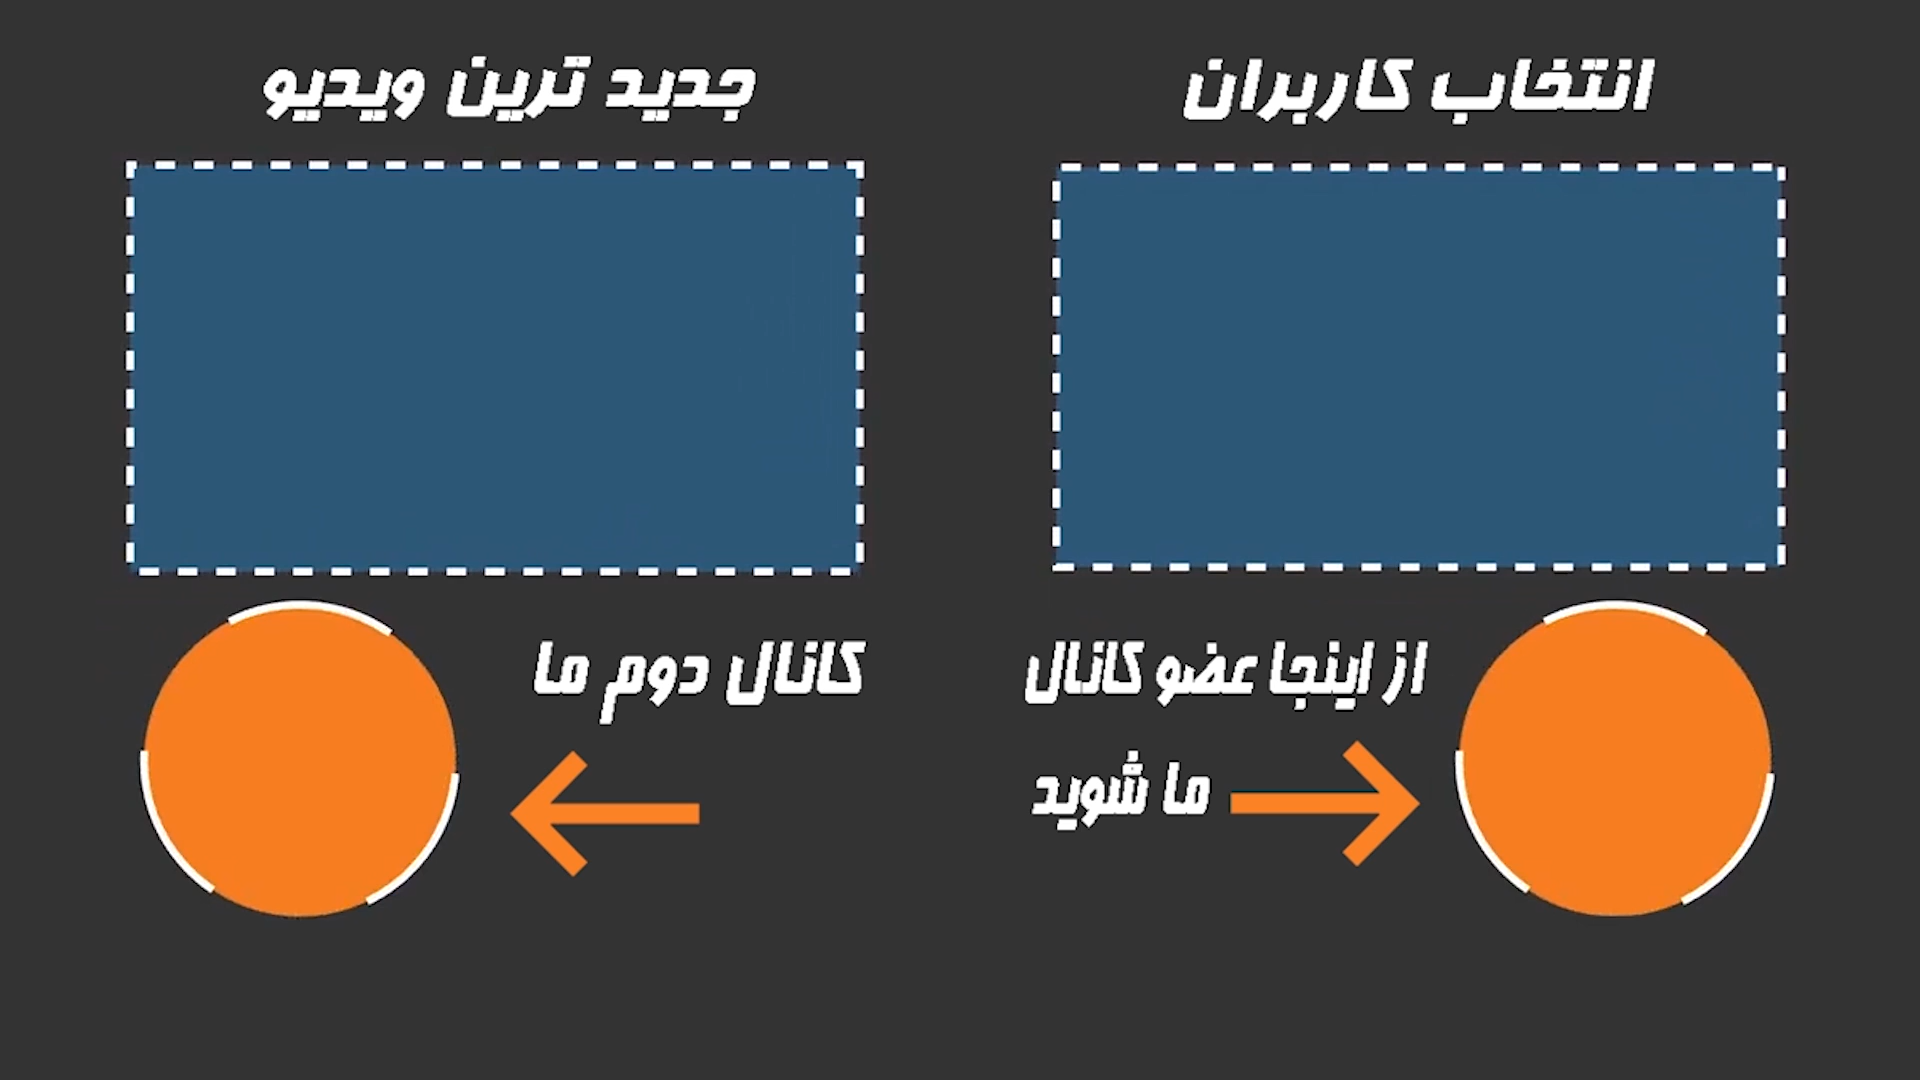 انتخاب کاربران
جدید ترین ویدیو
از اینجا عضو کانال
ما شوید
کانال دوم ما